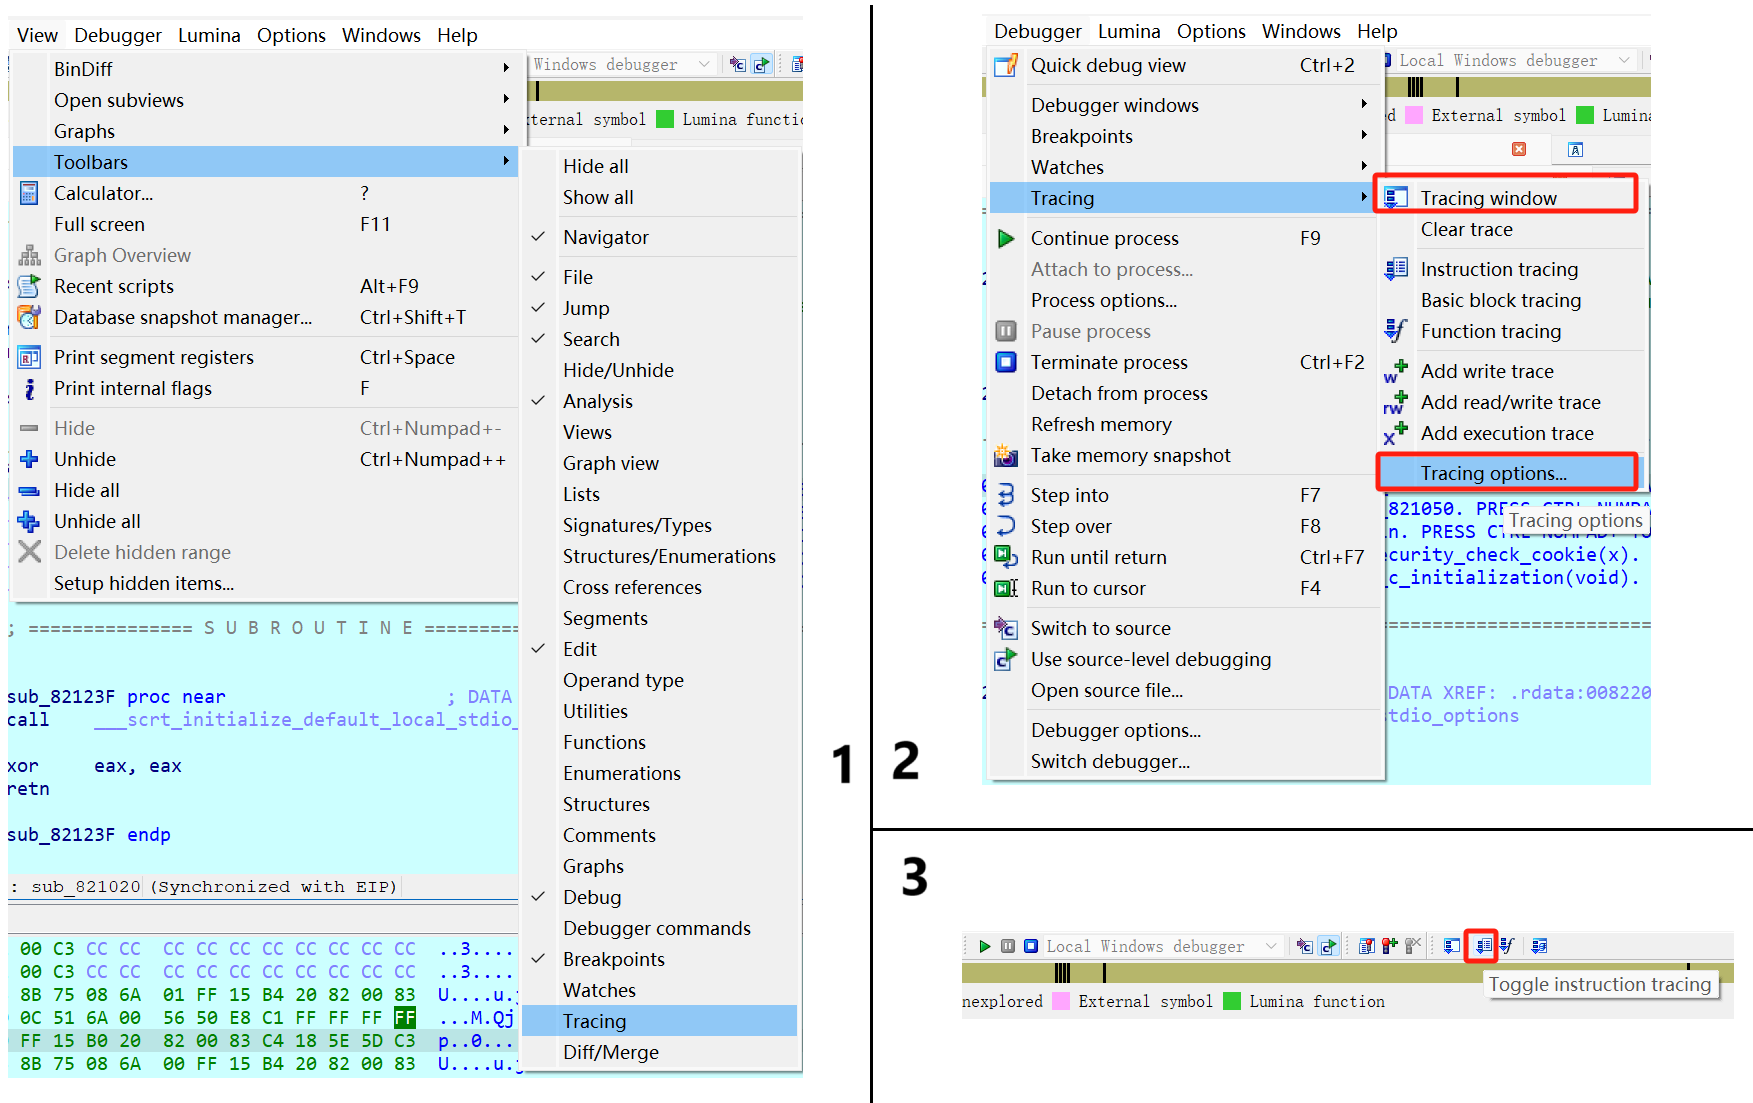 View Debugger Lumina Options Windows Help
BinDiff
Windows debugger
Open subviews
Graphs
ternal symbol Lumina functio
Toolbars
Calculator... ?
Full screen F11
Graph Overview
Recent scripts Alt+F9
Database snapshot manager... Ctrl+Shift+T
Print segment registers Ctrl+Space
Print internal flags F
Hide Ctrl+Numpad+-
Unhide Ctrl+Numpad++
Hide all
Unhide all
Delete hidden range
Setup hidden items...
Hide all
Show all
Navigator
File
Jump
Search
Hide/Unhide
Analysis
Views
Graph view
Lists
Signatures/Types
Structures/Enumerations
Cross references
Segments
Edit
Operand type
Utilities
Functions
Enumerations
Structures
Comments
Graphs
Debug
Debugger commands
Breakpoints
Watches
Tracing
Diff/Merge
; =============== S U B R O U T I N E =========
sub_82123F proc near ; DATA
call ___scrt_initialize_default_local_stdio_
xor eax, eax
retn
sub_82123F endp
: sub_821020 (Synchronized with EIP)
00 C3 CC CC CC CC CC CC CC CC CC CC ..3....
00 C3 CC CC CC CC CC CC CC CC CC CC ..3....
8B 75 08 6A 01 FF 15 B4 20 82 00 83 U....u.j
0C 51 6A 00 56 50 E8 C1 FF FF FF FF ...M.Qj
FF 15 B0 20 82 00 83 C4 18 5E 5D C3 p..0....
8B 75 08 6A 00 FF 15 B4 20 82 00 83 U....u.j
1
2
Debugger Lumina Options Windows Help
Quick debug view Ctrl+2
Local Windows debugger
Debugger windows
ed External symbol Lumina
Breakpoints
Watches
Tracing
Continue process F9
Attach to process...
Process options...
Pause process
Terminate process Ctrl+F2
Detach from process
Refresh memory
Take memory snapshot
Step into F7
Step over F8
Run until return Ctrl+F7
Run to cursor F4
Switch to source
Use source-level debugging
Open source file...
Debugger options...
Switch debugger...
Tracing window
Clear trace
Instruction tracing
Basic block tracing
Function tracing
Add write trace
Add read/write trace
Add execution trace
Tracing options...
Tracing options
_821050. PRESS CTRL-NUMPA
n. PRESS
ecurity_check_cookie(x).
_c_initialization(void).
DATA XREF: .rdata:008220
stdio_options
3
Local Windows debugger
Toggle instruction tracing
nexplored External symbol Lumina function